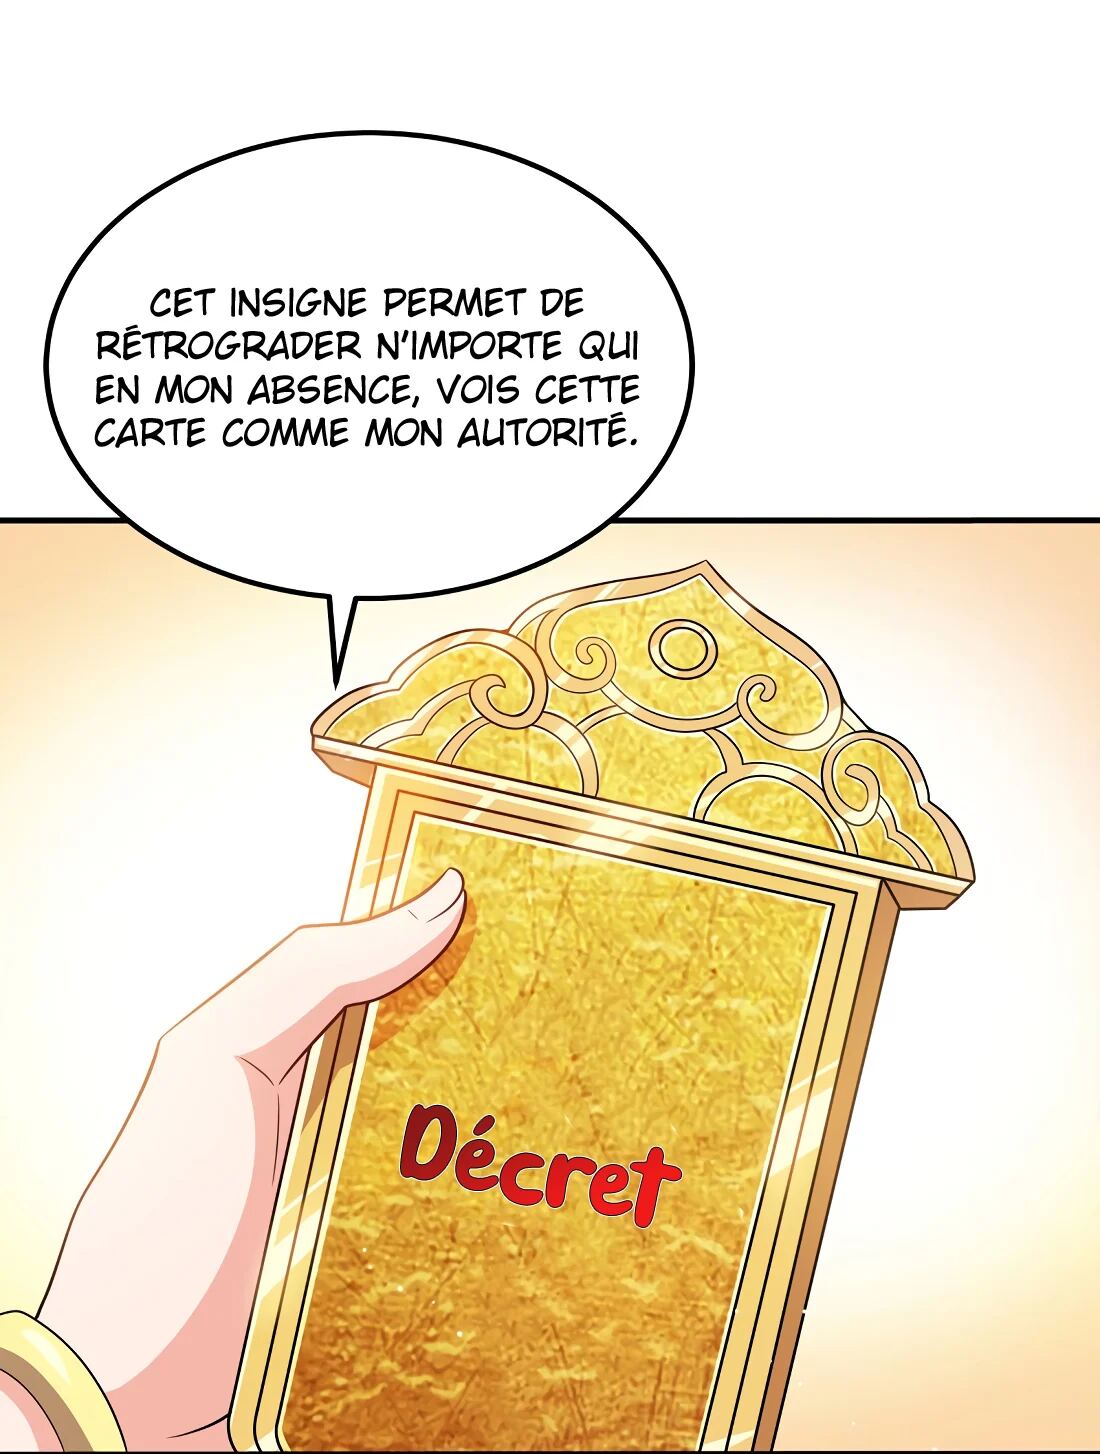 CET INSIGNE PERMET DE
RÉTROGRADER N'IMPORTE QUI
EN MON ABSENCE, VOIS CETTE
CARTE COMME MON AUTORITÉ.
Décret